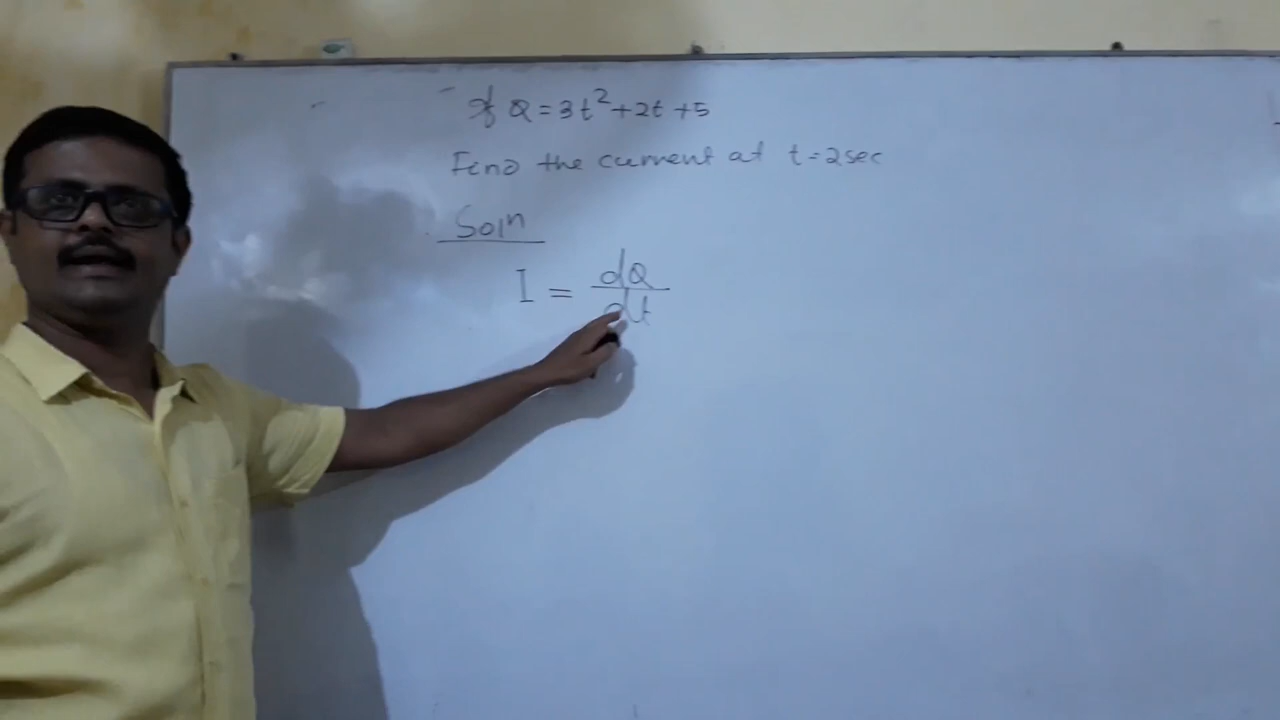 If Q = 3t²+2t+5
Find the current at t=2sec
Solⁿ
I = dQ/dt